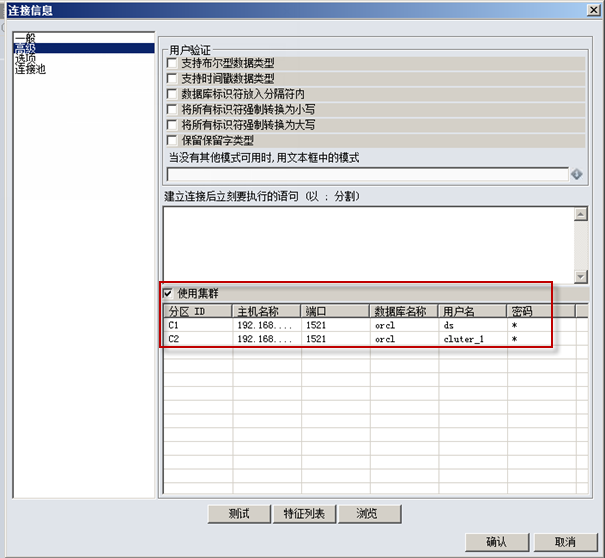 连接信息
一般
高级
选项
连接池
用户验证
支持布尔型数据类型
支持时间戳数据类型
数据库标识符放入分隔符内
将所有标识符强制转换为小写
将所有标识符强制转换为大写
保留保留字类型
当没有其他模式可用时,用文本框中的模式
建立连接后立刻要执行的语句 (以 ; 分割)
使用集群
分区 ID 主机名称 端口 数据库名称 用户名 密码
C1 192.168.... 1521 orcl ds *
C2 192.168.... 1521 orcl cluter_1 *
测试 特征列表 浏览
确认 取消